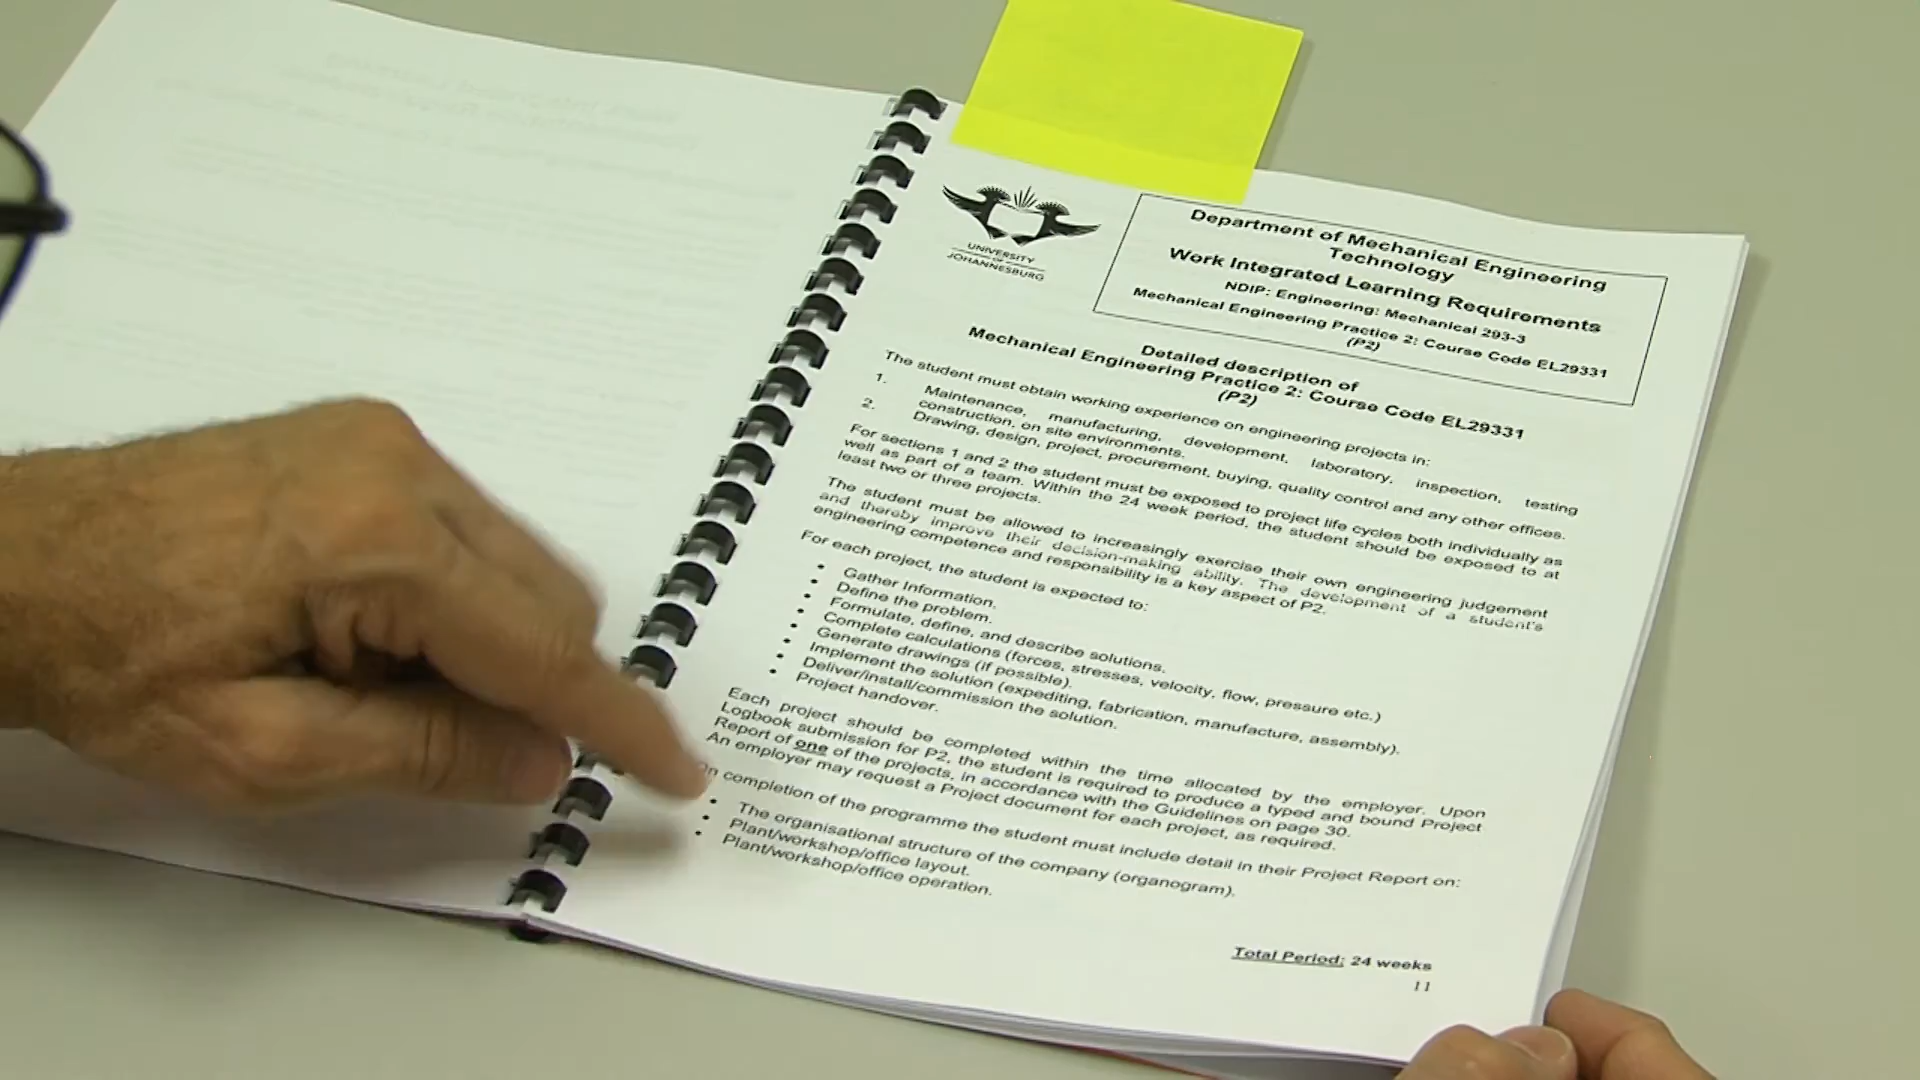 UNIVERSITY
OF
JOHANNESBURG
Department of Mechanical Engineering
Technology
Work Integrated Learning Requirements
NDIP: Engineering: Mechanical 293-3
Mechanical Engineering Practice 2: Course Code EL29331
(P2)
Detailed description of
Mechanical Engineering Practice 2: Course Code EL29331
(P2)
The student must obtain working experience on engineering projects in:
1. Maintenance, manufacturing, development, laboratory, inspection, testing
construction, on site environments.
2. Drawing, design, project, procurement, buying, quality control and any other offices.
For sections 1 and 2 the student must be exposed to project life cycles both individually as
well as part of a team. Within the 24 week period, the student should be exposed to at
least two or three projects.
The student must be allowed to increasingly exercise their own engineering judgement
and thereby improve their decision-making ability. The development of a student's
engineering competence and responsibility is a key aspect of P2.
For each project, the student is expected to:
• Gather Information.
• Define the problem.
• Formulate, define, and describe solutions.
• Complete calculations (forces, stresses, velocity, flow, pressure etc.)
• Generate drawings (if possible).
• Implement the solution (expediting, fabrication, manufacture, assembly).
• Deliver/install/commission the solution.
• Project handover.
Each project should be completed within the time allocated by the employer. Upon
Logbook submission for P2, the student is required to produce a typed and bound Project
Report of one of the projects, in accordance with the Guidelines on page 30.
An employer may request a Project document for each project, as required.
On completion of the programme the student must include detail in their Project Report on:
• The organisational structure of the company (organogram).
• Plant/workshop/office layout.
• Plant/workshop/office operation.
Total Period: 24 weeks
11